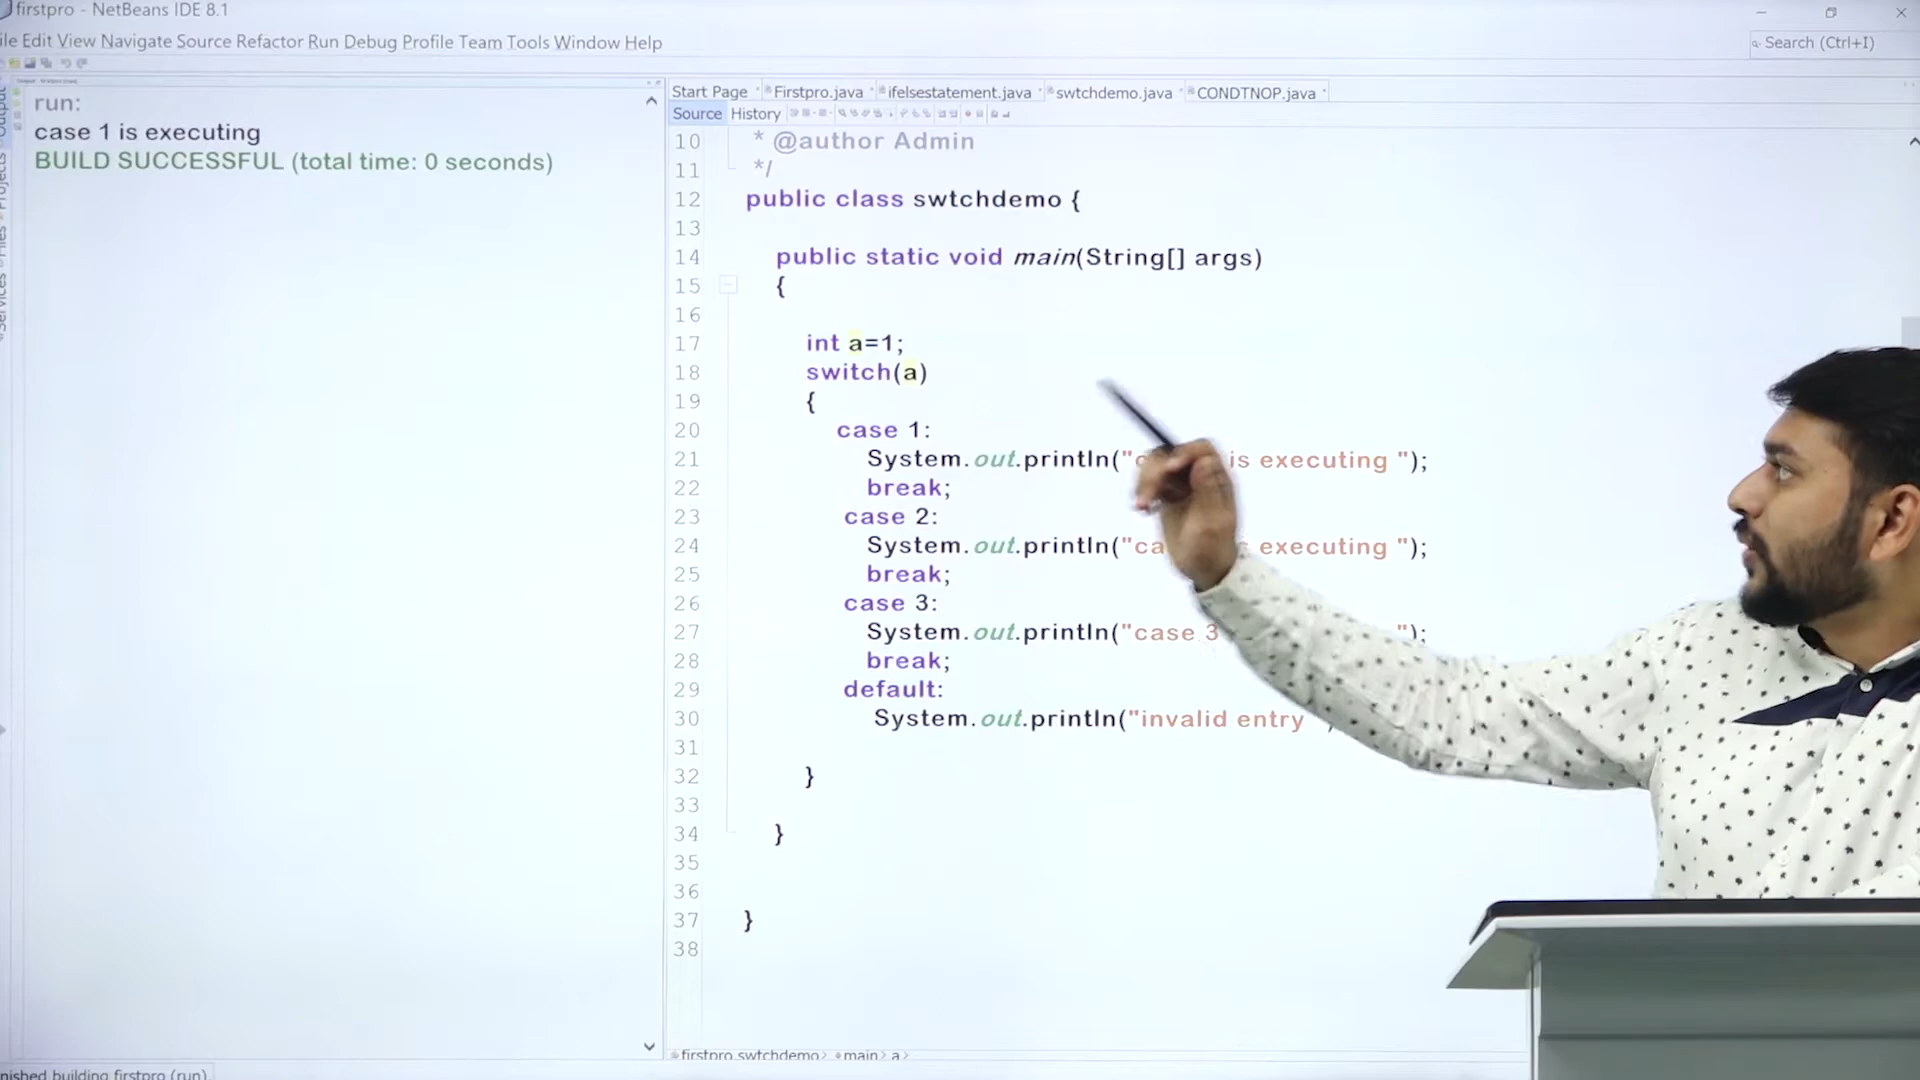 firstpro - NetBeans IDE 8.1
ile Edit View Navigate Source Refactor Run Debug Profile Team Tools Window Help
Search (Ctrl+I)
run:
case 1 is executing
BUILD SUCCESSFUL (total time: 0 seconds)
Start Page Firstpro.java ifelsestatement.java swtchdemo.java CONDTNOP.java
Source History
10 * @author Admin
11 */
12 public class swtchdemo {
13
14 public static void main(String[] args)
15 {
16
17 int a=1;
18 switch(a)
19 {
20 case 1:
21 System.out.println(" is executing ");
22 break;
23 case 2:
24 System.out.println("ca executing ");
25 break;
26 case 3:
27 System.out.println("case 3 ");
28 break;
29 default:
30 System.out.println("invalid entry
31
32 }
33
34 }
35
36
37 }
38
firstpro.swtchdemo > main > a >
nished building firstpro (run)
Output
Projects
Files
Services